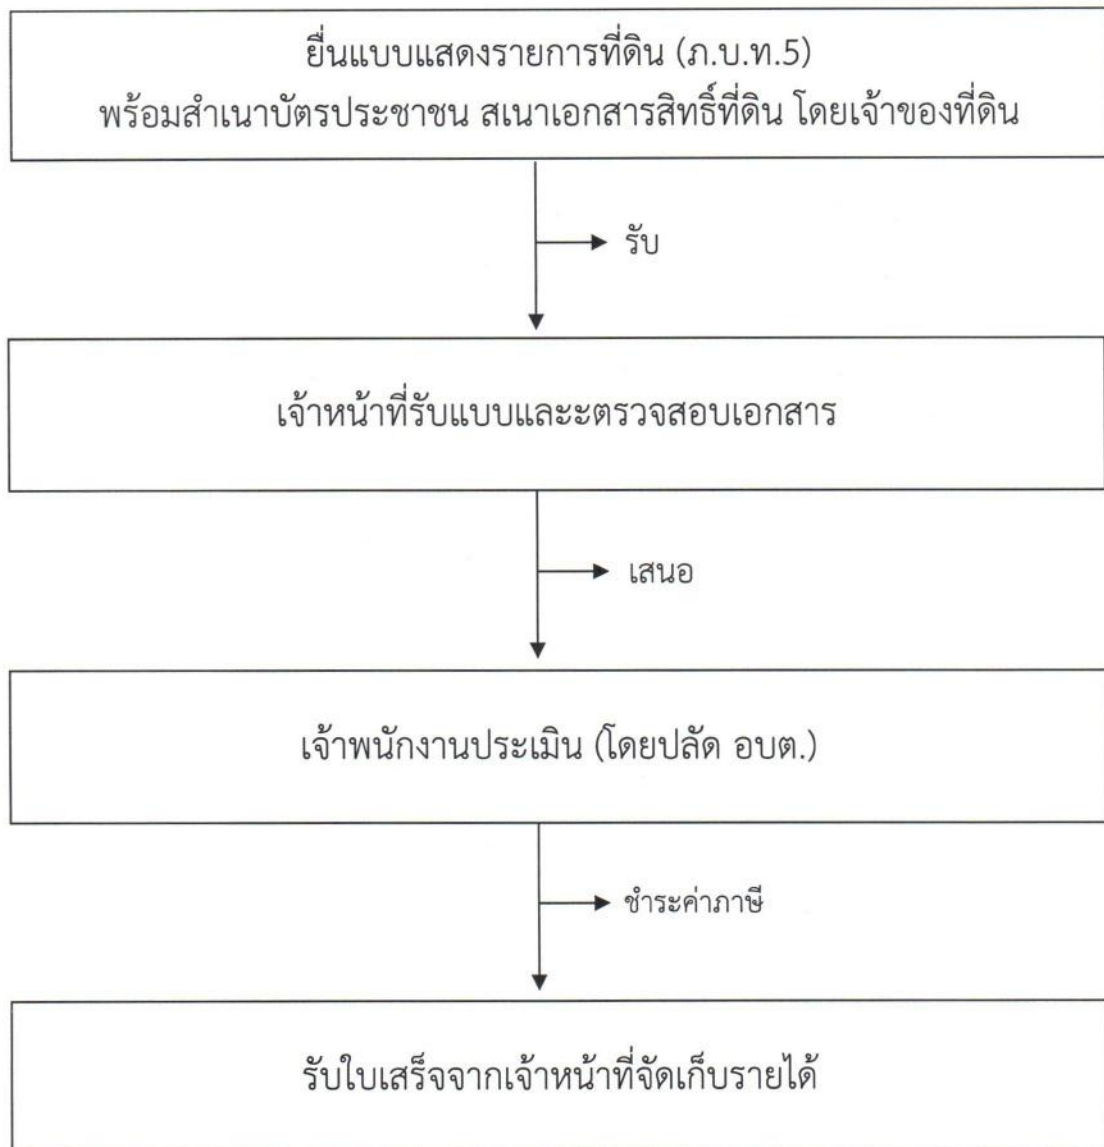 ยื่นแบบแสดงรายการที่ดิน (ภ.บ.ท.5)
พร้อมสำเนาบัตรประชาชน สเนาเอกสารสิทธิ์ที่ดิน โดยเจ้าของที่ดิน
รับ
เจ้าหน้าที่รับแบบและะตรวจสอบเอกสาร
เสนอ
เจ้าพนักงานประเมิน (โดยปลัด อบต.)
ชำระค่าภาษี
รับใบเสร็จจากเจ้าหน้าที่จัดเก็บรายได้